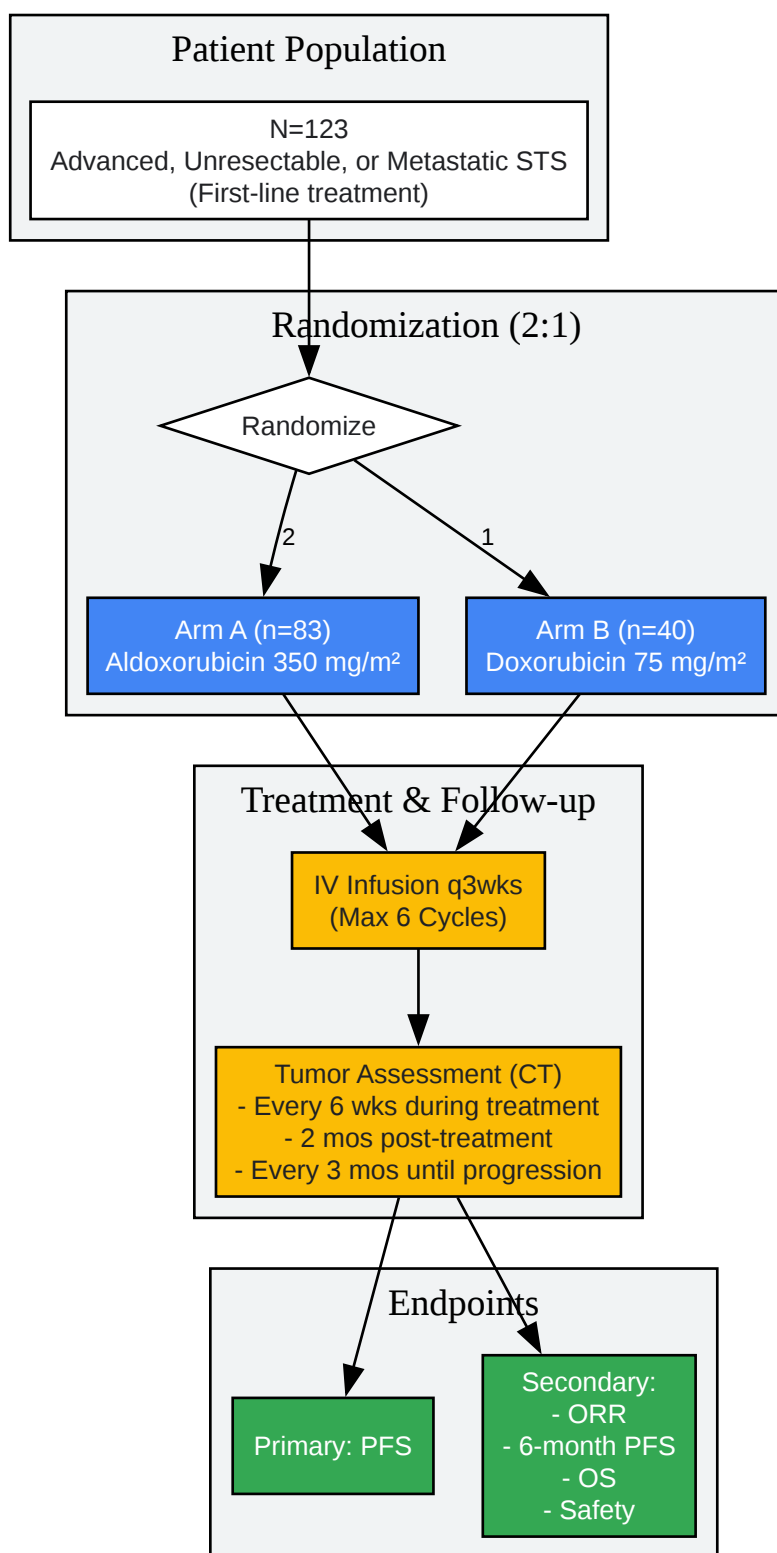 Patient Population
N=123
Advanced, Unresectable, or Metastatic STS
(First-line treatment)
Randomization (2:1)
Randomize
2
1
Arm A (n=83)
Aldoxorubicin 350 mg/m²
Arm B (n=40)
Doxorubicin 75 mg/m²
Treatment & Follow-up
IV Infusion q3wks
(Max 6 Cycles)
Tumor Assessment (CT)
- Every 6 wks during treatment
- 2 mos post-treatment
- Every 3 mos until progression
Endpoints
Primary: PFS
Secondary:
- ORR
- 6-month PFS
- OS
- Safety